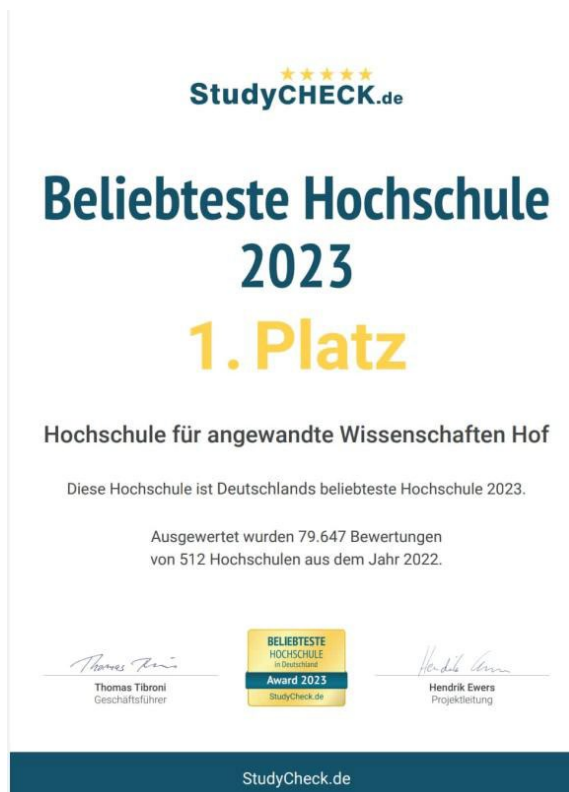 StudyCHECK.de
Beliebteste Hochschule
2023
1. Platz
Hochschule für angewandte Wissenschaften Hof
Diese Hochschule ist Deutschlands beliebteste Hochschule 2023.
Ausgewertet wurden 79.647 Bewertungen
von 512 Hochschulen aus dem Jahr 2022.
Thomas Tibroni
Geschäftsführer
BELIEBTESTE
HOCHSCHULE
in Deutschland
Award 2023
StudyCheck.de
Hendrik Ewers
Projektleitung
StudyCheck.de